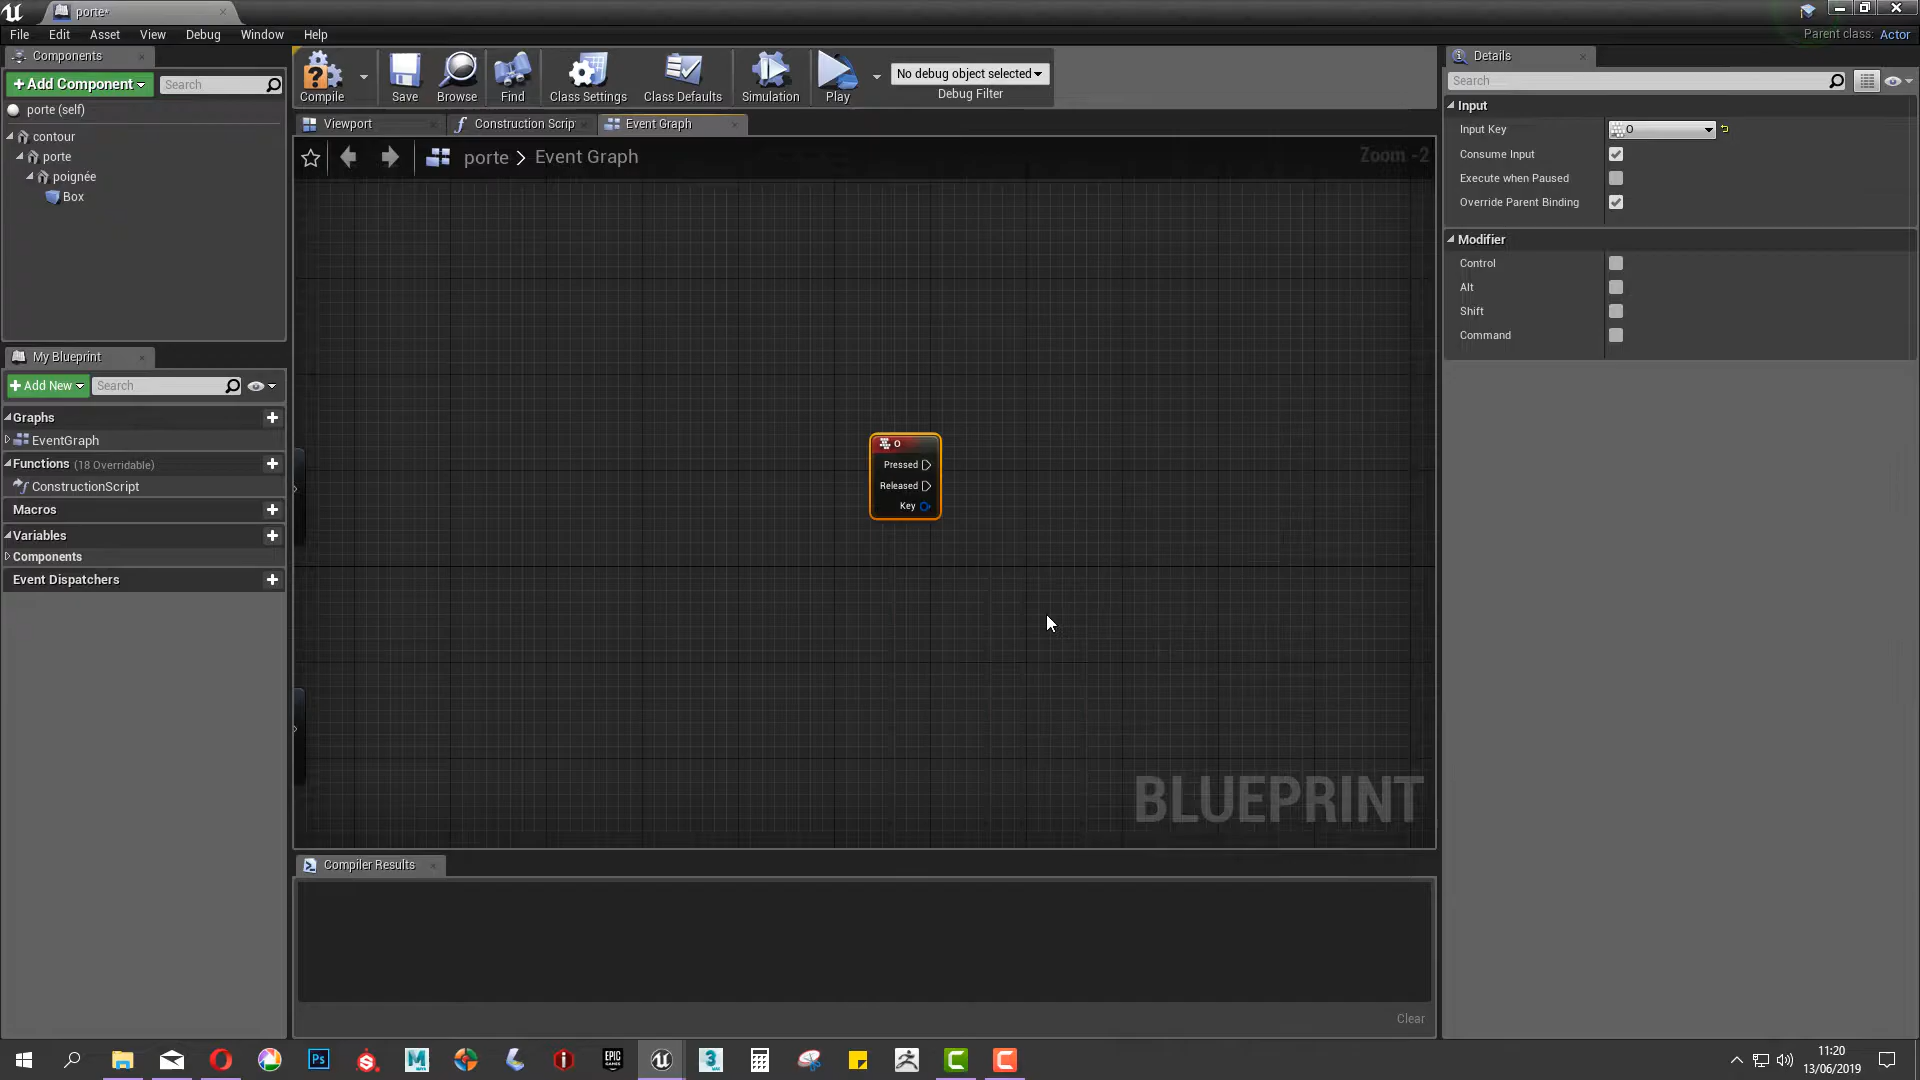 porte*
File Edit Asset View Debug Window Help
Parent class: Actor
Components
+ Add Component
Search
porte (self)
contour
porte
poignée
Box
Compile
Save
Browse
Find
Class Settings
Class Defaults
Simulation
Play
No debug object selected
Debug Filter
Viewport
Construction Scrip
Event Graph
porte > Event Graph
Zoom -2
O
Pressed
Released
Key
BLUEPRINT
My Blueprint
+ Add New
Search
Graphs
EventGraph
Functions (18 Overridable)
ConstructionScript
Macros
Variables
Components
Event Dispatchers
Compiler Results
Clear
Details
Search
Input
Input Key
O
Consume Input
Execute when Paused
Override Parent Binding
Modifier
Control
Alt
Shift
Command
Ps
EPIC GAMES
11:20
13/06/2019